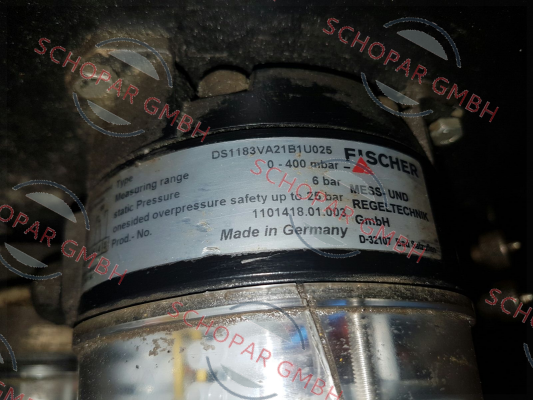 Type DS1183VA21B1U025
Measuring range 0 - 400 mbar
static Pressure 6 bar
onesided overpressure safety up to 25 bar
Prod.- No. 1101418.01.003
Made in Germany
FISCHER
MESS- UND
REGELTECHNIK
GmbH
D-32107
SCHOPAR GMBH
SCHOPAR GMBH
SCHOPAR GMBH
SCHOPAR GMBH
SCHOPAR GMBH